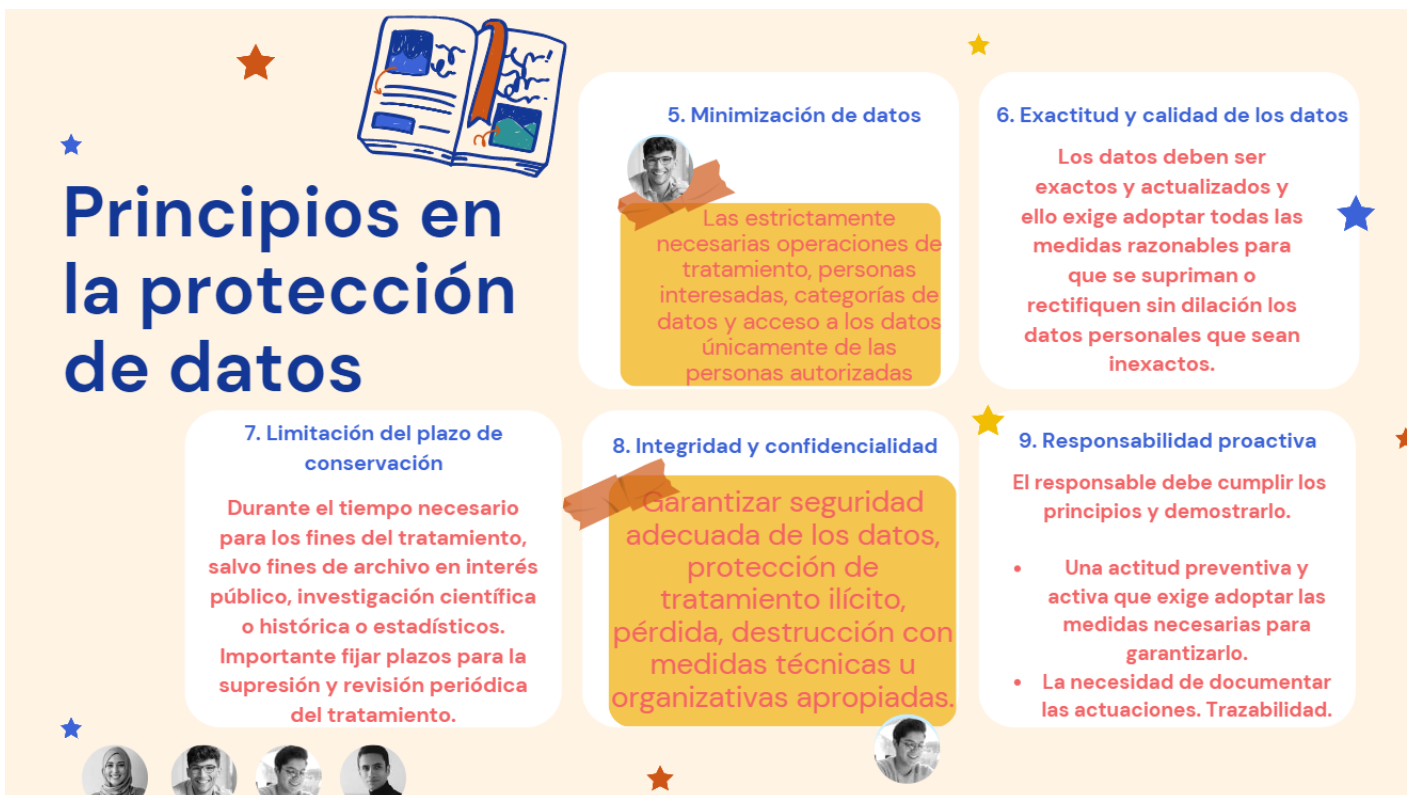 Principios en
la protección
de datos
5. Minimización de datos
Las estrictamente
necesarias operaciones de
tratamiento, personas
interesadas, categorías de
datos y acceso a los datos
únicamente de las
personas autorizadas
6. Exactitud y calidad de los datos
Los datos deben ser
exactos y actualizados y
ello exige adoptar todas las
medidas razonables para
que se supriman o
rectifiquen sin dilación los
datos personales que sean
inexactos.
7. Limitación del plazo de
conservación
Durante el tiempo necesario
para los fines del tratamiento,
salvo fines de archivo en interés
público, investigación científica
o histórica o estadísticos.
Importante fijar plazos para la
supresión y revisión periódica
del tratamiento.
8. Integridad y confidencialidad
Garantizar seguridad
adecuada de los datos,
protección de
tratamiento ilícito,
pérdida, destrucción con
medidas técnicas u
organizativas apropiadas.
9. Responsabilidad proactiva
El responsable debe cumplir los
principios y demostrarlo.
• Una actitud preventiva y
activa que exige adoptar las
medidas necesarias para
garantizarlo.
• La necesidad de documentar
las actuaciones. Trazabilidad.